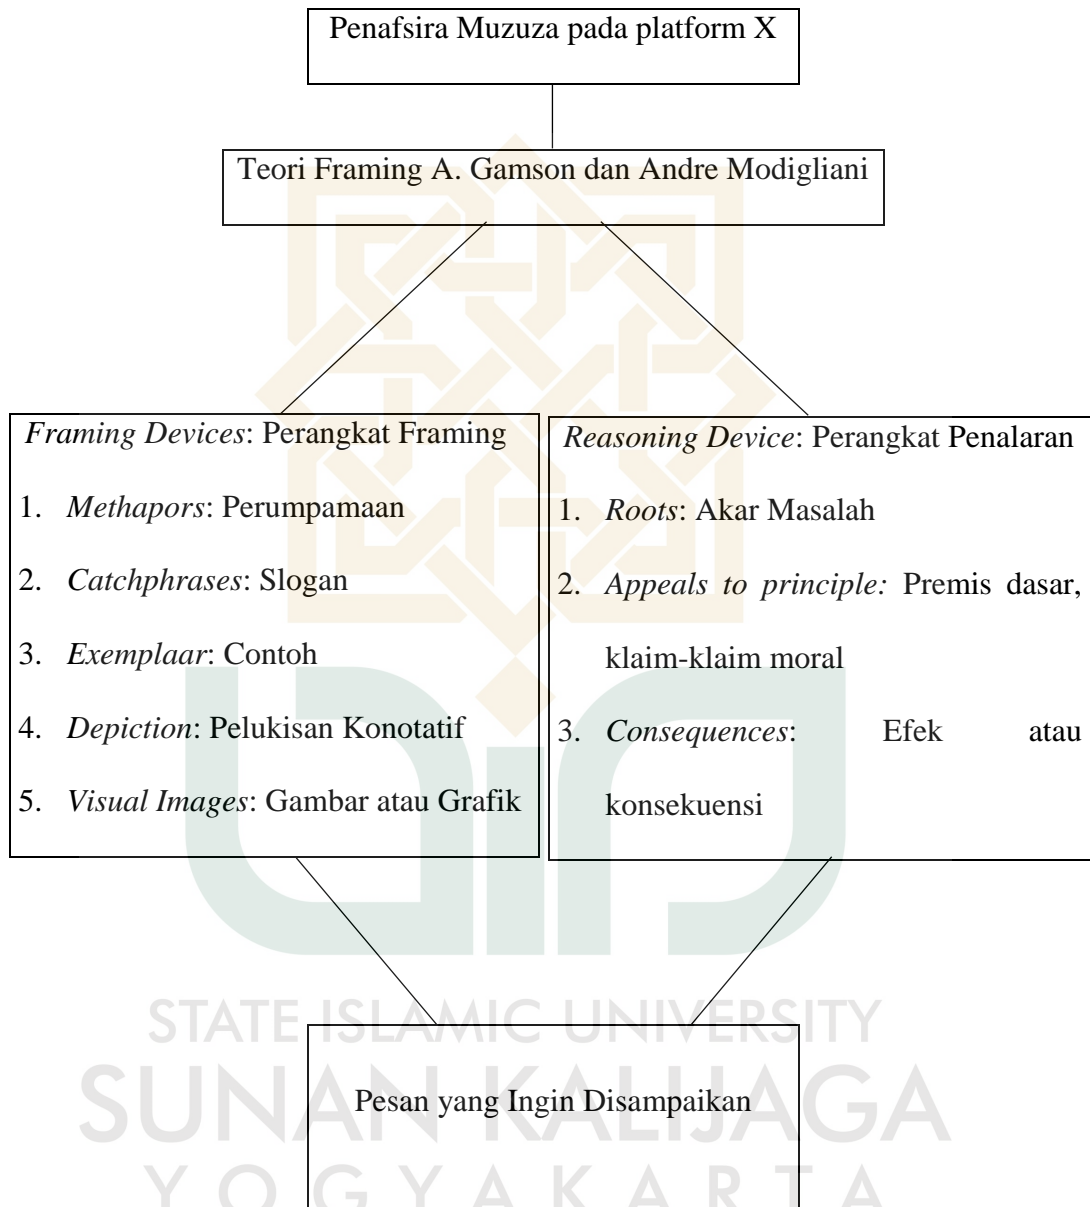 Penafsira Muzuza pada platform X
Teori Framing A. Gamson dan Andre Modigliani
Framing Devices: Perangkat Framing
1. Methapors: Perumpamaan
2. Catchphrases: Slogan
3. Exemplaar: Contoh
4. Depiction: Pelukisan Konotatif
5. Visual Images: Gambar atau Grafik
Reasoning Device: Perangkat Penalaran
1. Roots: Akar Masalah
2. Appeals to principle: Premis dasar,
klaim-klaim moral
3. Consequences: Efek atau
konsekuensi
Pesan yang Ingin Disampaikan
STATE ISLAMIC UNIVERSITY
SUNAN KALIJAGA
YOGYAKARTA